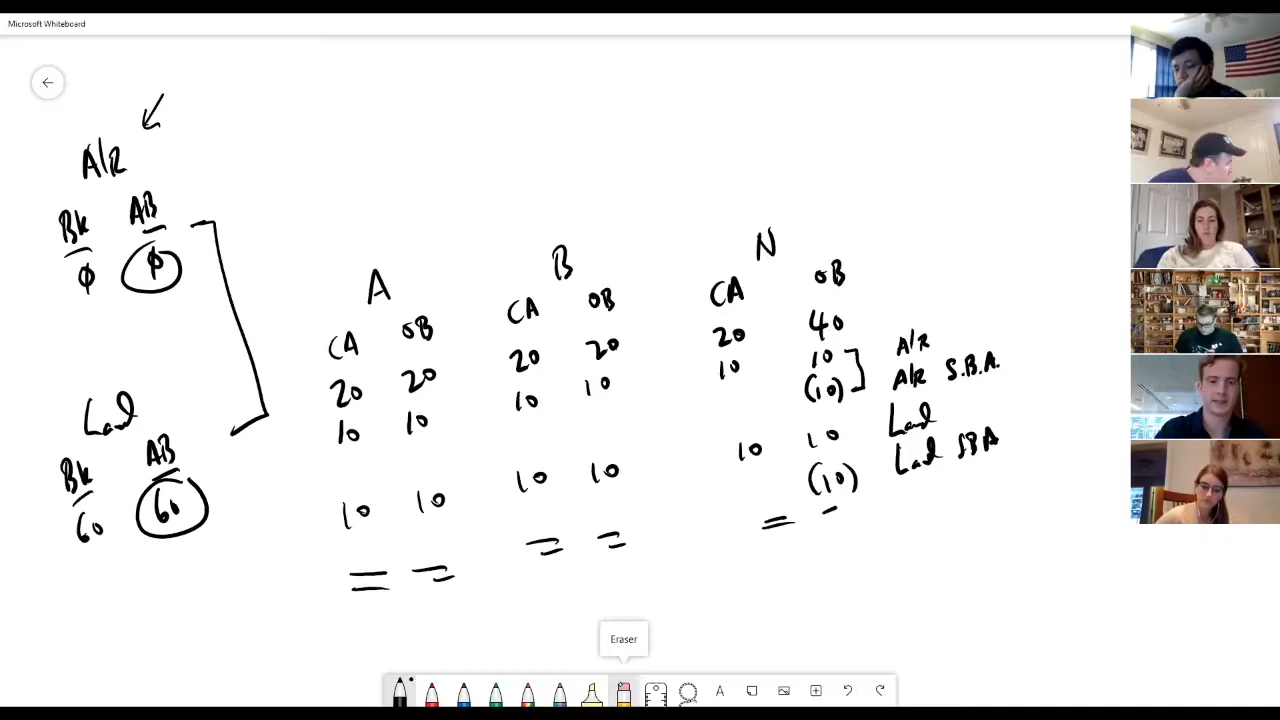 Microsoft Whiteboard
A/R
Bk AB
φ φ
Land
Bk AB
60 60
A
CA OB
20 20
10 10
10 10
B
CA OB
20 20
10 10
10 10
N
CA OB
20 40
10 10 A/R
(10) A/R S.B.A.
10 10 Land
(10) Land SBA
Eraser
A